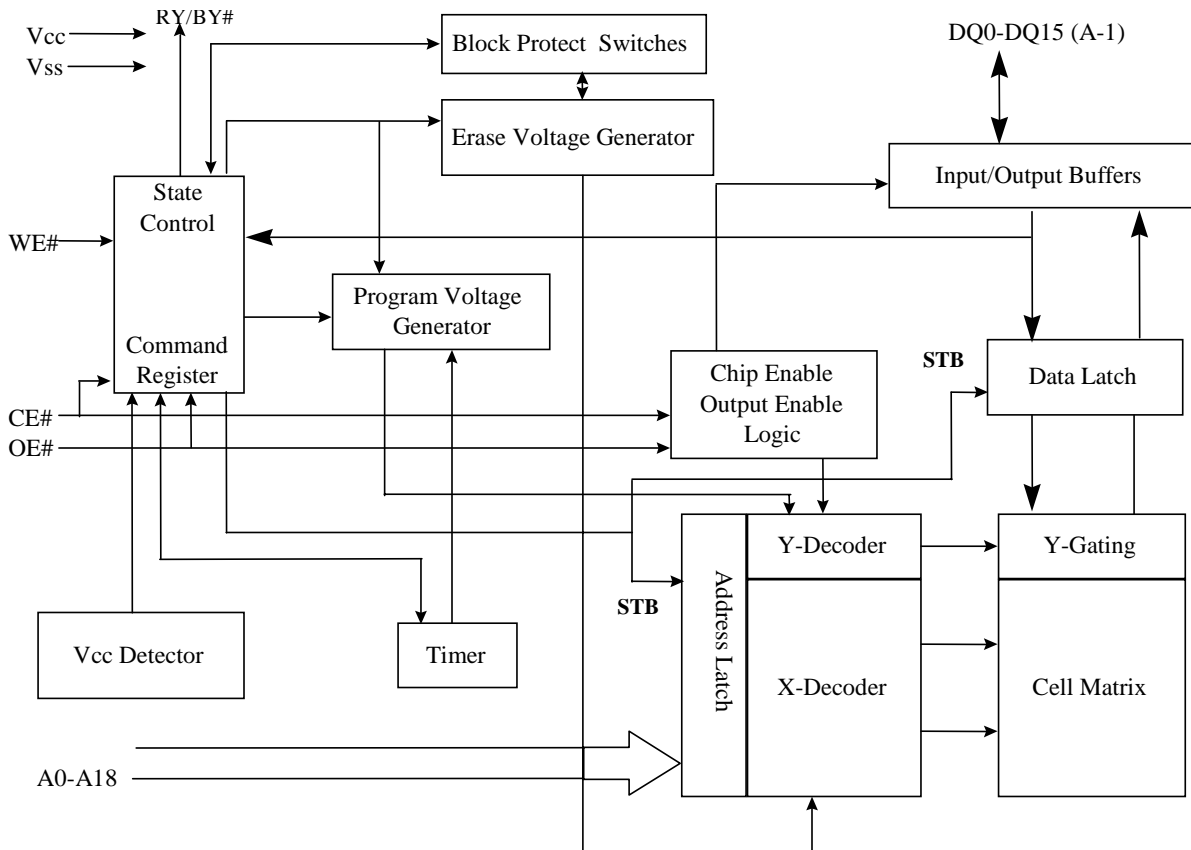 RY/BY#
Vcc
Vss
Block Protect Switches
DQ0-DQ15 (A-1)
Erase Voltage Generator
Input/Output Buffers
State
Control
WE#
Program Voltage
Generator
Command
Register
STB
Chip Enable
Output Enable
Logic
Data Latch
CE#
OE#
Y-Decoder
Y-Gating
Address Latch
STB
Vcc Detector
Timer
X-Decoder
Cell Matrix
A0-A18